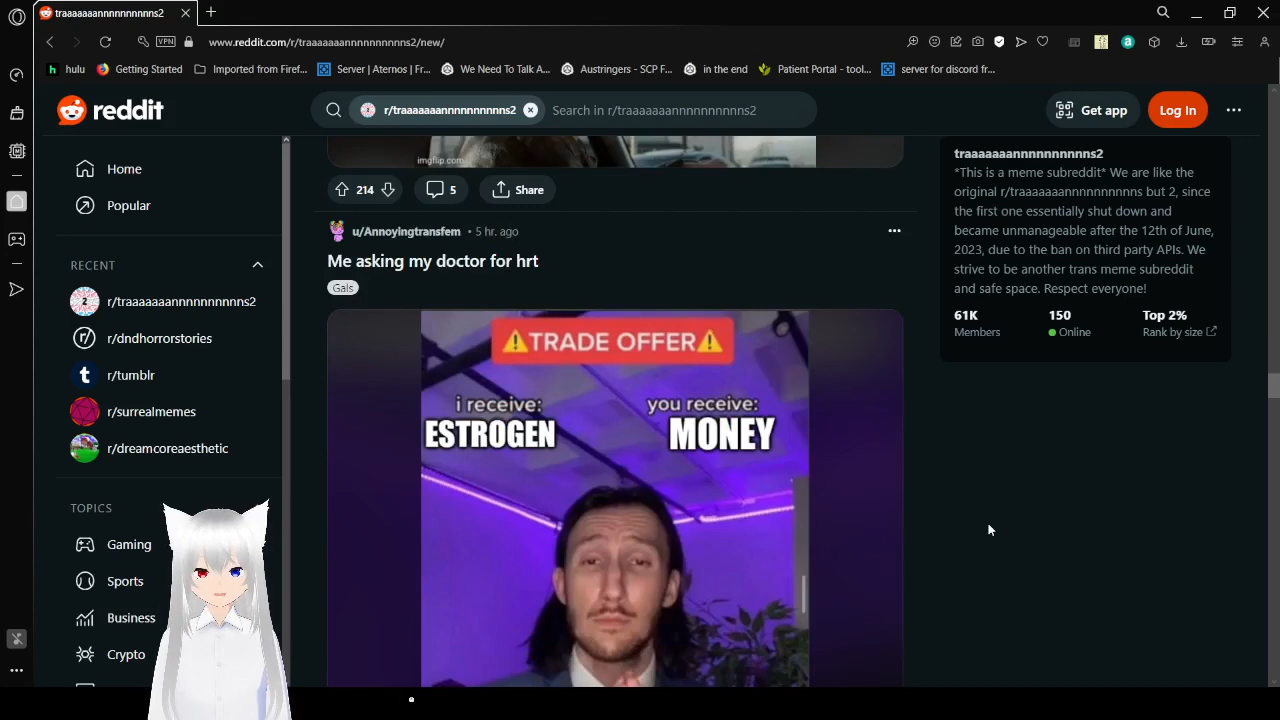 traaaaaaannnnnnnnnns2
VPN
www.reddit.com/r/traaaaaaannnnnnnnnns2/new/
hulu
Getting Started
Imported from Firef...
Server | Aternos | Fr...
We Need To Talk A...
Austringers - SCP F...
in the end
Patient Portal - tool...
server for discord fr...
reddit
r/traaaaaaannnnnnnnnns2
Search in r/traaaaaaannnnnnnnnns2
Get app
Log In
Home
Popular
RECENT
r/traaaaaaannnnnnnnnns2
r/dndhorrorstories
r/tumblr
r/surrealmemes
r/dreamcoreaesthetic
TOPICS
Gaming
Sports
Business
Crypto
imgflip.com
214
5
Share
u/Annoyingtransfem • 5 hr. ago
Me asking my doctor for hrt
Gals
⚠TRADE OFFER⚠
i receive:
ESTROGEN
you receive:
MONEY
traaaaaaannnnnnnnnns2
*This is a meme subreddit* We are like the
original r/traaaaaaannnnnnnnnns but 2, since
the first one essentially shut down and
became unmanageable after the 12th of June,
2023, due to the ban on third party APIs. We
strive to be another trans meme subreddit
and safe space. Respect everyone!
61K
Members
150
Online
Top 2%
Rank by size